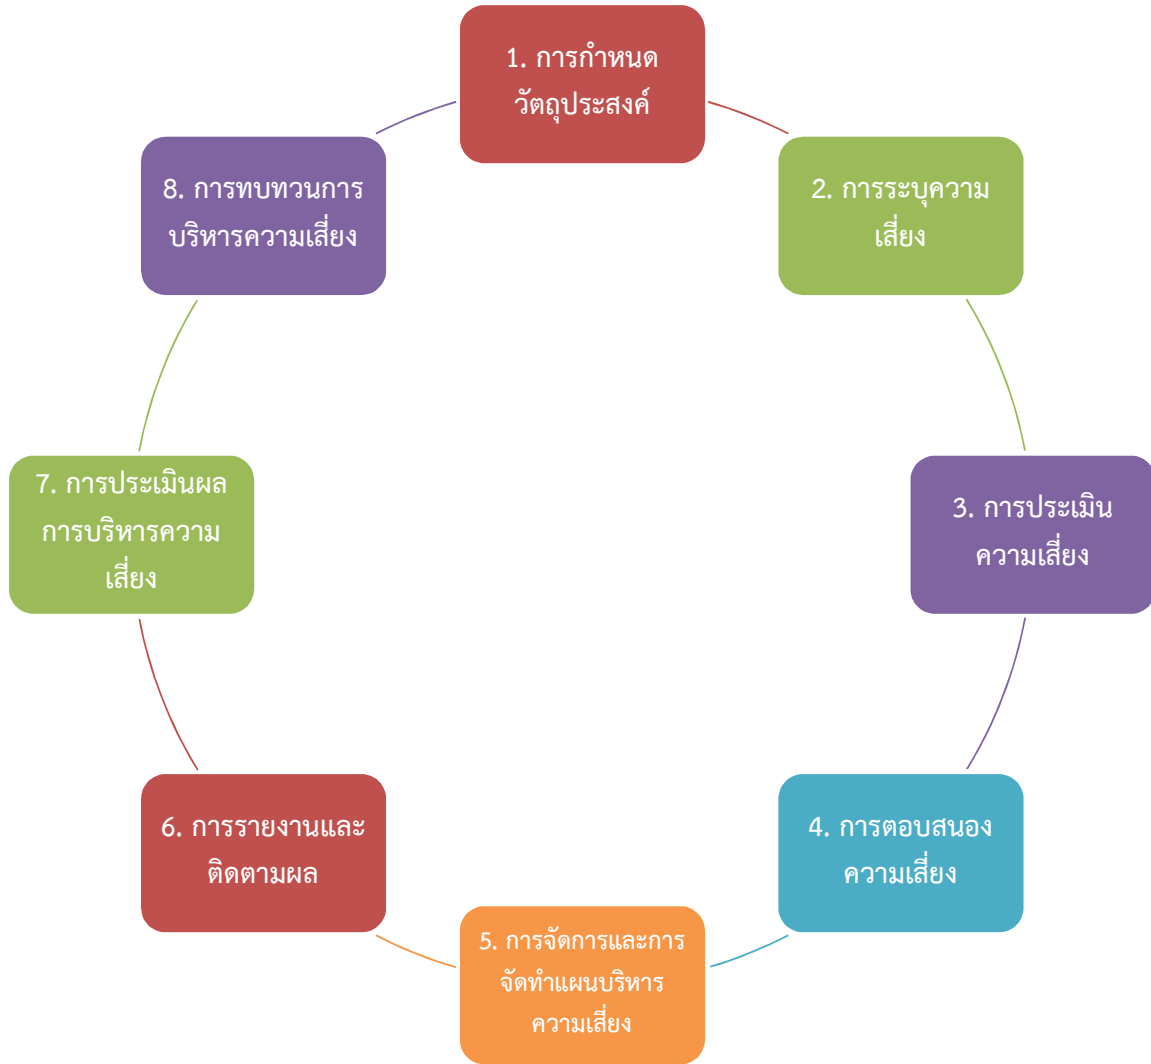 1. การกำหนด
วัตถุประสงค์
2. การระบุความ
เสี่ยง
3. การประเมิน
ความเสี่ยง
4. การตอบสนอง
ความเสี่ยง
5. การจัดการและการ
จัดทำแผนบริหาร
ความเสี่ยง
6. การรายงานและ
ติดตามผล
7. การประเมินผล
การบริหารความ
เสี่ยง
8. การทบทวนการ
บริหารความเสี่ยง